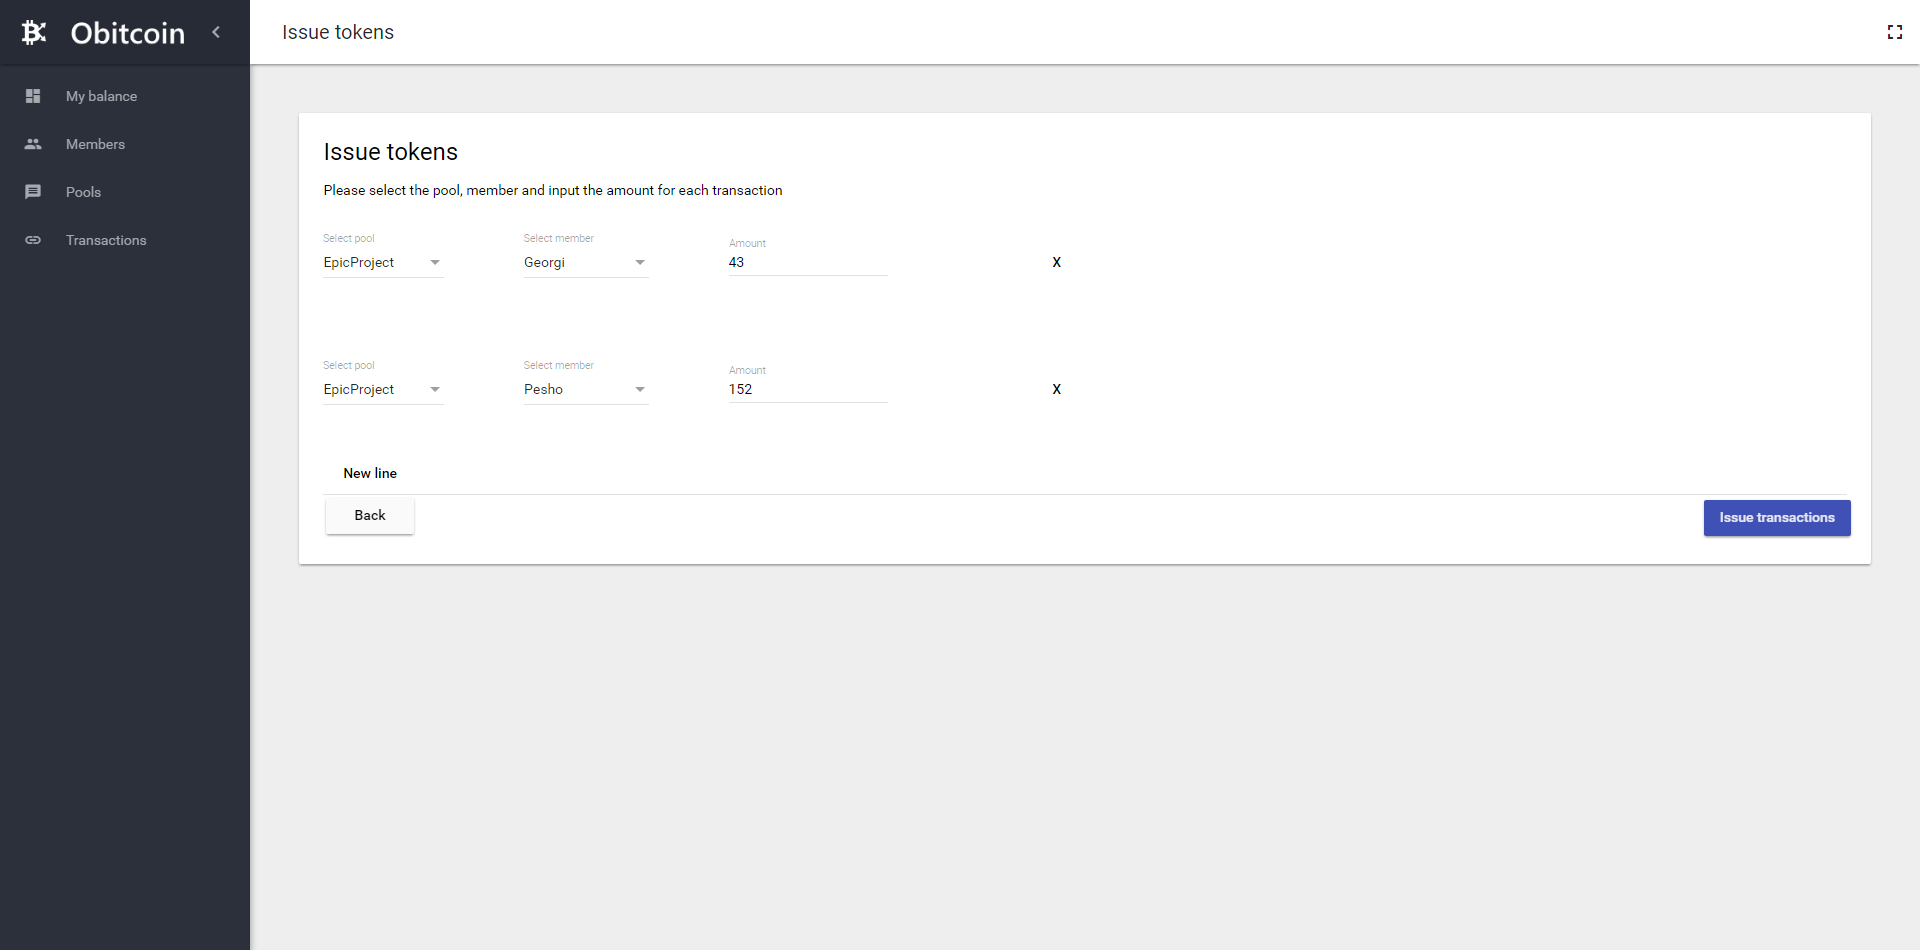 Obitcoin
Issue tokens
My balance
Members
Pools
Transactions
Issue tokens
Please select the pool, member and input the amount for each transaction
Select pool Select member Amount
EpicProject Georgi 43 X
Select pool Select member Amount
EpicProject Pesho 152 X
New line
Back Issue transactions